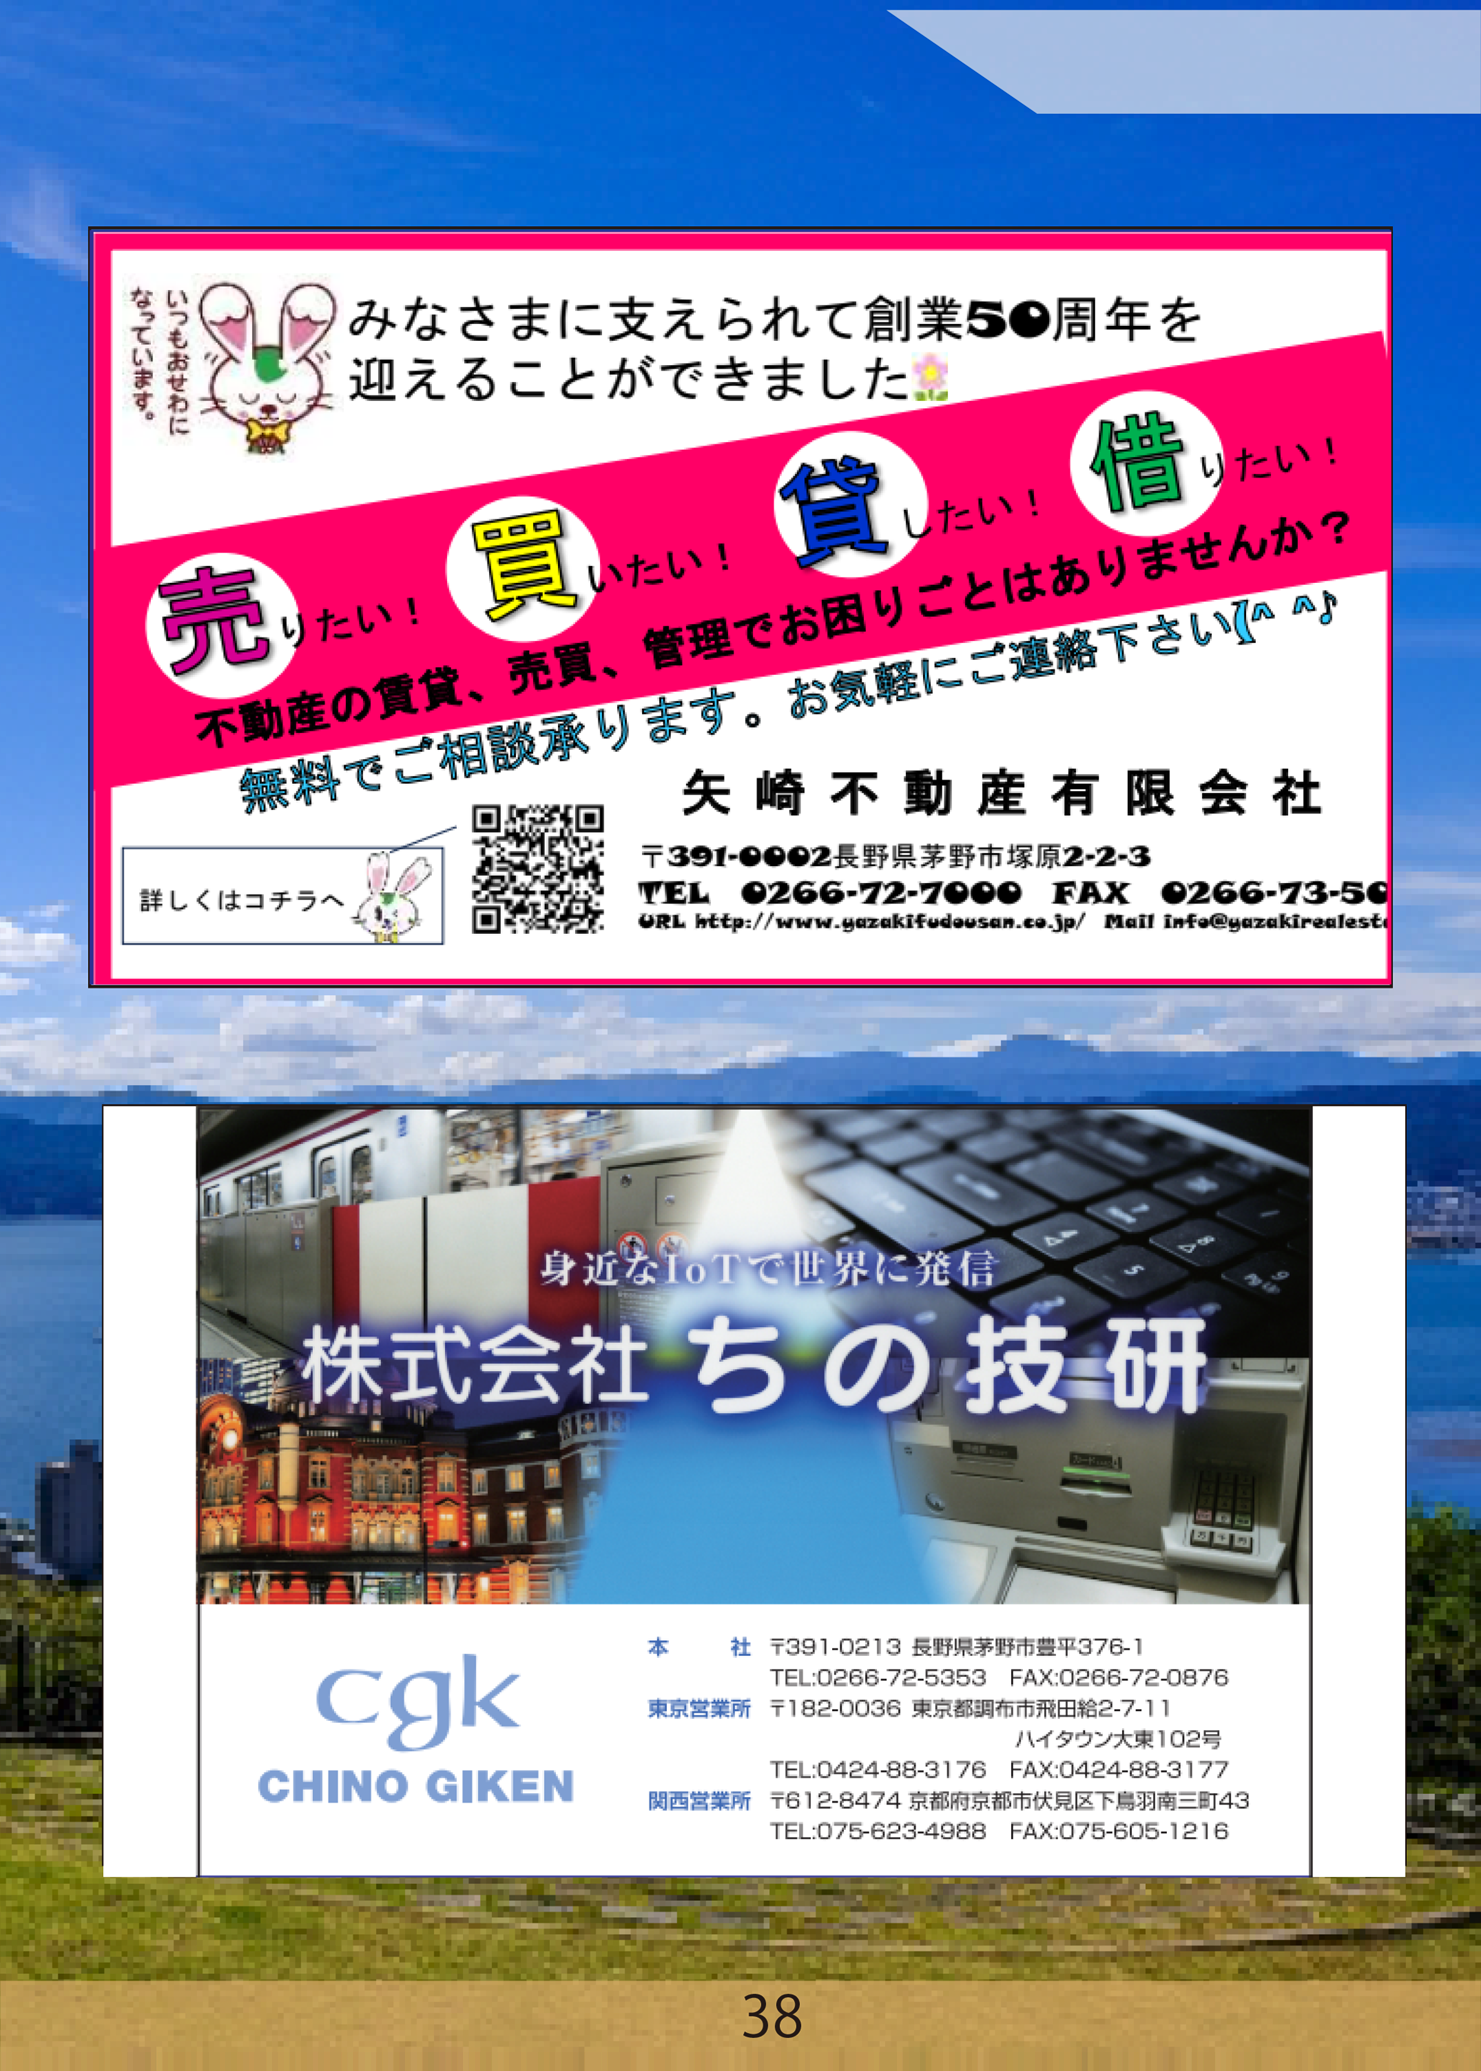 いつもおせわに
なっています。
みなさまに支えられて創業50周年を
迎えることができました
売りたい！ 買いたい！ 貸したい！ 借りたい！
不動産の賃貸、売買、管理でお困りごとはありませんか？
無料でご相談承ります。お気軽にご連絡下さい(^ ^♪
矢崎不動産有限会社
詳しくはコチラへ
〒391-0002長野県茅野市塚原2-2-3
TEL 0266-72-7000 FAX 0266-73-50
URL http://www.yazakifudousan.co.jp/ Mail info@yazakirealest
身近なIoTで世界に発信
株式会社 ちの技研
cgk
CHINO GIKEN
本 社 〒391-0213 長野県茅野市豊平376-1
TEL:0266-72-5353 FAX:0266-72-0876
東京営業所 〒182-0036 東京都調布市飛田給2-7-11
ハイタウン大東102号
TEL:0424-88-3176 FAX:0424-88-3177
関西営業所 〒612-8474 京都府京都市伏見区下鳥羽南三町43
TEL:075-623-4988 FAX:075-605-1216
38